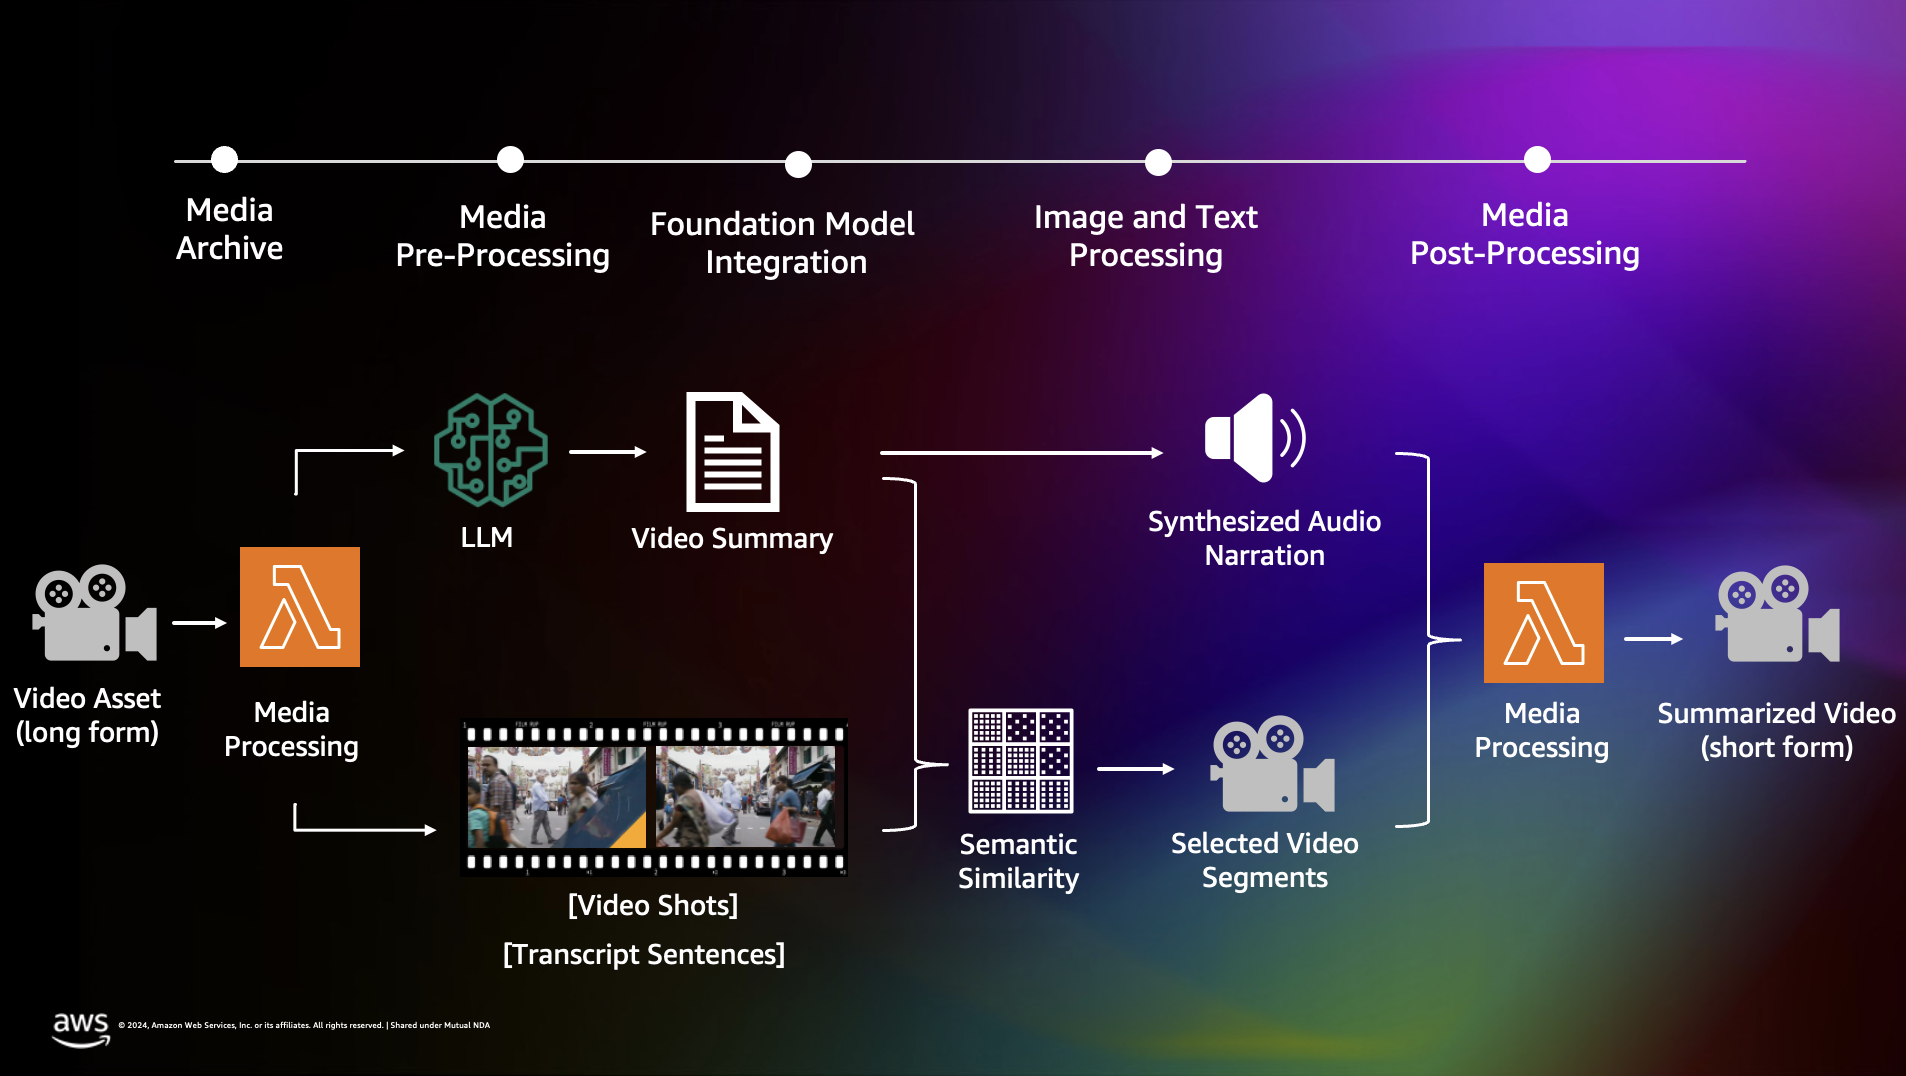 Media
Archive
Media
Pre-Processing
Foundation Model
Integration
Image and Text
Processing
Media
Post-Processing
LLM
Video Summary
Synthesized Audio
Narration
Video Asset
(long form)
Media
Processing
Media
Processing
Summarized Video
(short form)
Semantic
Similarity
Selected Video
Segments
[Video Shots]
[Transcript Sentences]
aws
© 2024, Amazon Web Services, Inc. or its affiliates. All rights reserved. | Shared under Mutual NDA